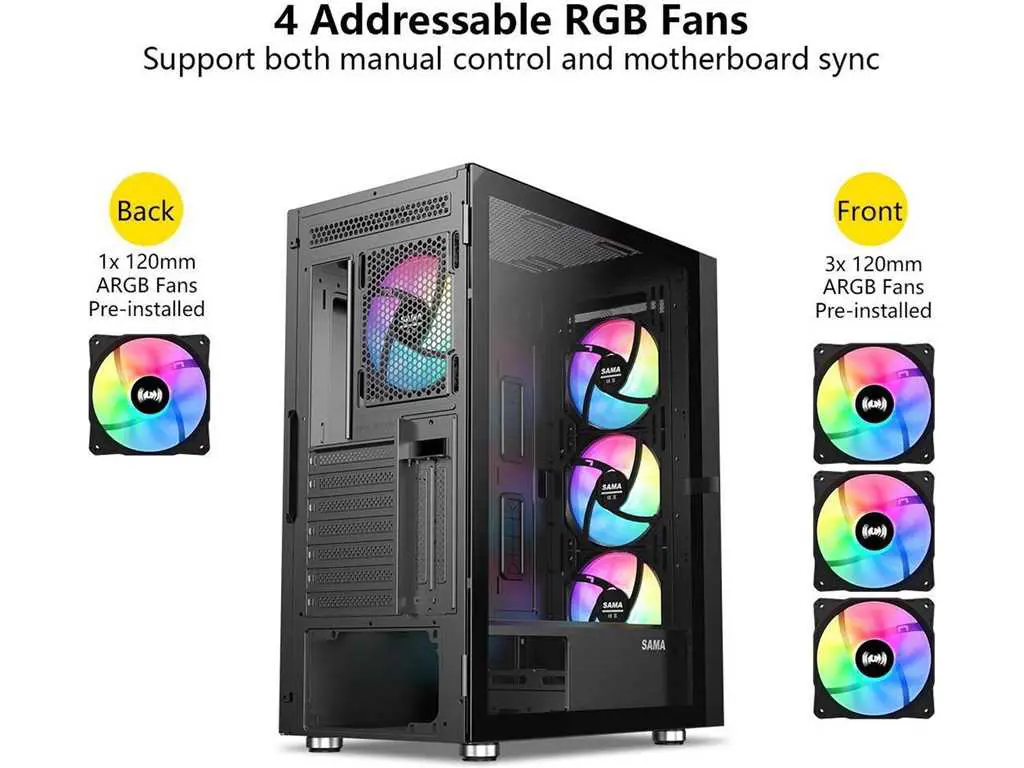 4 Addressable RGB Fans
Support both manual control and motherboard sync
Back
1x 120mm
ARGB Fans
Pre-installed
Front
3x 120mm
ARGB Fans
Pre-installed
SAMA
SAMA
SAMA
SAMA
SAMA